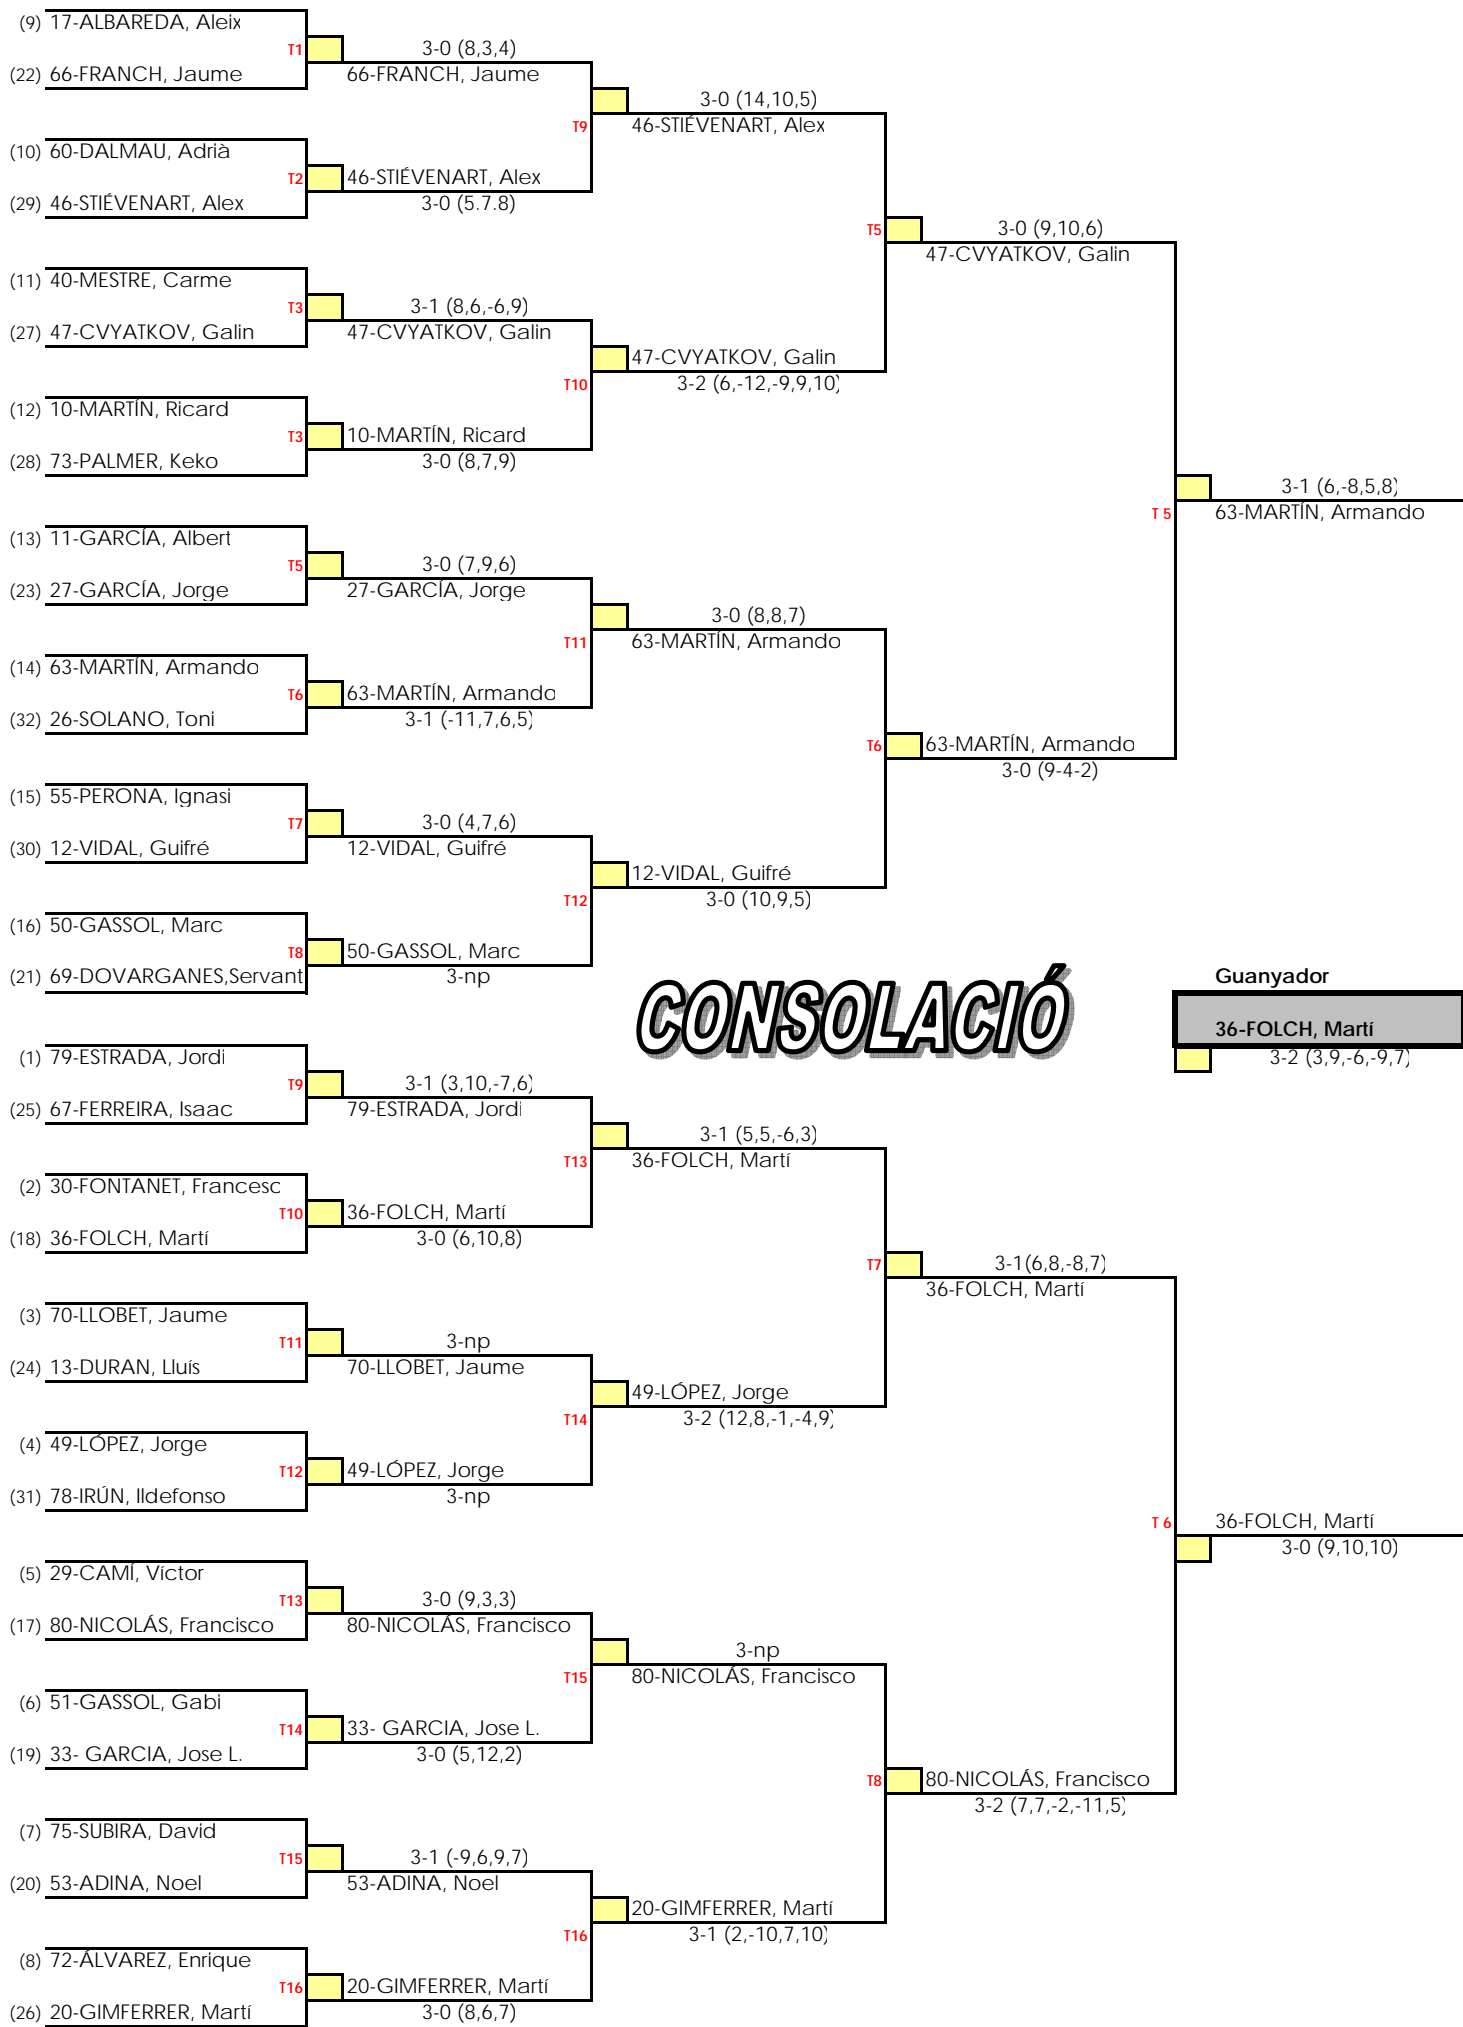 (9) 17-ALBAREDA, Aleix
T1 3-0 (8,3,4)
(22) 66-FRANCH, Jaume 66-FRANCH, Jaume
3-0 (14,10,5)
T9 46-STIÉVENART, Alex
(10) 60-DALMAU, Adrià
T2 46-STIÉVENART, Alex
(29) 46-STIÉVENART, Alex 3-0 (5.7.8)
T5 3-0 (9,10,6)
47-CVYATKOV, Galin
(11) 40-MESTRE, Carme
T3 3-1 (8,6,-6,9)
(27) 47-CVYATKOV, Galin 47-CVYATKOV, Galin
47-CVYATKOV, Galin
T10 3-2 (6,-12,-9,9,10)
(12) 10-MARTÍN, Ricard
T3 10-MARTÍN, Ricard
(28) 73-PALMER, Keko 3-0 (8,7,9)
3-1 (6,-8,5,8)
T 5 63-MARTÍN, Armando
(13) 11-GARCÍA, Albert
T5 3-0 (7,9,6)
(23) 27-GARCÍA, Jorge 27-GARCÍA, Jorge
3-0 (8,8,7)
T11 63-MARTÍN, Armando
(14) 63-MARTÍN, Armando
T6 63-MARTÍN, Armando
(32) 26-SOLANO, Toni 3-1 (-11,7,6,5)
T6 63-MARTÍN, Armando
3-0 (9-4-2)
(15) 55-PERONA, Ignasi
T7 3-0 (4,7,6)
(30) 12-VIDAL, Guifré 12-VIDAL, Guifré
12-VIDAL, Guifré
T12 3-0 (10,9,5)
(16) 50-GASSOL, Marc
T8 50-GASSOL, Marc
(21) 69-DOVARGANES,Servant 3-np
CONSOLACIÓ
Guanyador
36-FOLCH, Martí
3-2 (3,9,-6,-9,7)
(1) 79-ESTRADA, Jordi
T9 3-1 (3,10,-7,6)
(25) 67-FERREIRA, Isaac 79-ESTRADA, Jordi
3-1 (5,5,-6,3)
T13 36-FOLCH, Martí
(2) 30-FONTANET, Francesc
T10 36-FOLCH, Martí
(18) 36-FOLCH, Martí 3-0 (6,10,8)
T7 3-1(6,8,-8,7)
36-FOLCH, Martí
(3) 70-LLOBET, Jaume
T11 3-np
(24) 13-DURAN, Lluís 70-LLOBET, Jaume
49-LÓPEZ, Jorge
T14 3-2 (12,8,-1,-4,9)
(4) 49-LÓPEZ, Jorge
T12 49-LÓPEZ, Jorge
(31) 78-IRÚN, Ildefonso 3-np
T 6 36-FOLCH, Martí
3-0 (9,10,10)
(5) 29-CAMÍ, Víctor
T13 3-0 (9,3,3)
(17) 80-NICOLÁS, Francisco 80-NICOLÁS, Francisco
3-np
T15 80-NICOLÁS, Francisco
(6) 51-GASSOL, Gabi
T14 33- GARCIA, Jose L.
(19) 33- GARCIA, Jose L. 3-0 (5,12,2)
T8 80-NICOLÁS, Francisco
3-2 (7,7,-2,-11,5)
(7) 75-SUBIRA, David
T15 3-1 (-9,6,9,7)
(20) 53-ADINA, Noel 53-ADINA, Noel
20-GIMFERRER, Martí
T16 3-1 (2,-10,7,10)
(8) 72-ÁLVAREZ, Enrique
T16 20-GIMFERRER, Martí
(26) 20-GIMFERRER, Martí 3-0 (8,6,7)